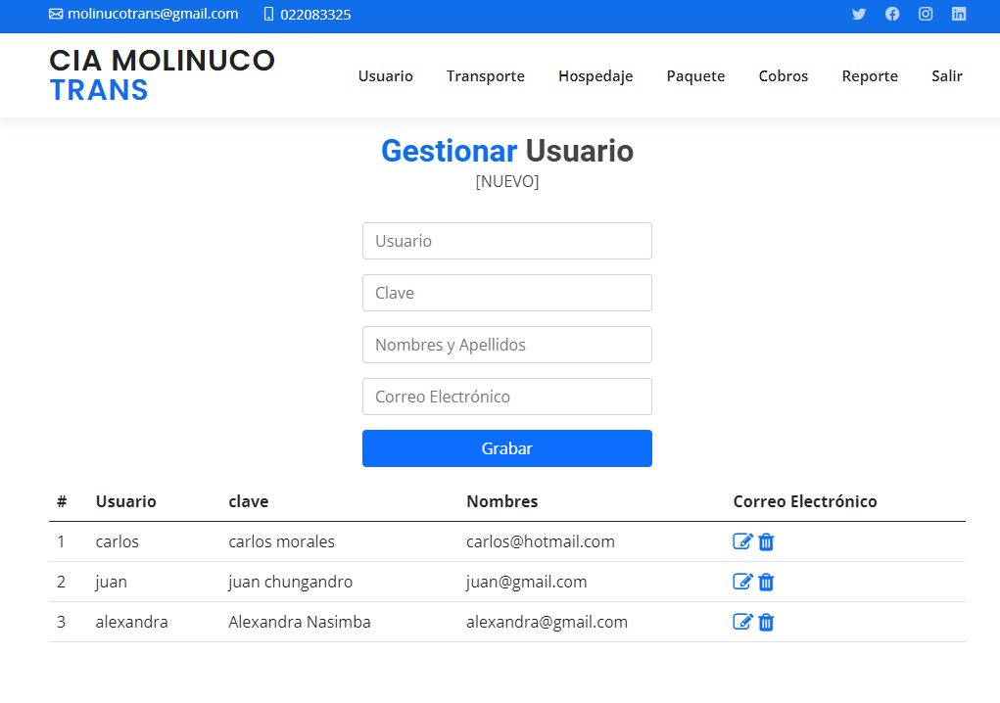 molinucotrans@gmail.com 022083325
CIA MOLINUCO
TRANS
Usuario Transporte Hospedaje Paquete Cobros Reporte Salir
Gestionar Usuario
[NUEVO]
Usuario
Clave
Nombres y Apellidos
Correo Electrónico
Grabar
# Usuario clave Nombres Correo Electrónico
1 carlos carlos morales carlos@hotmail.com
2 juan juan chungandro juan@gmail.com
3 alexandra Alexandra Nasimba alexandra@gmail.com